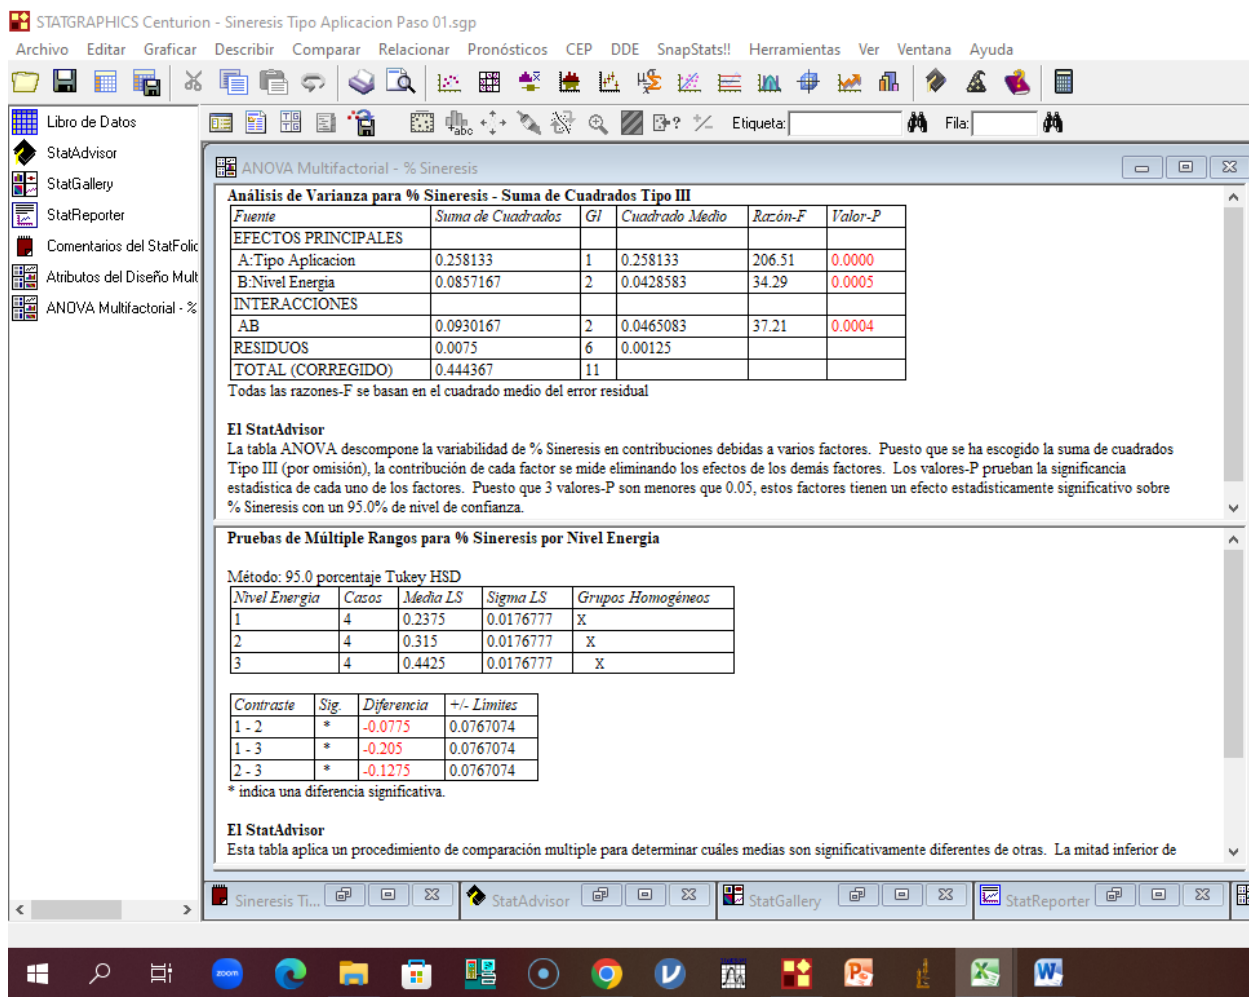 STATGRAPHICS Centurion - Sineresis Tipo Aplicacion Paso 01.sgp
Archivo Editar Graficar Describir Comparar Relacionar Pronósticos CEP DDE SnapStats!! Herramientas Ver Ventana Ayuda
Etiqueta: Fila:
Libro de Datos
StatAdvisor
StatGallery
StatReporter
Comentarios del StatFolio
Atributos del Diseño Mult
ANOVA Multifactorial - %
ANOVA Multifactorial - % Sineresis
Análisis de Varianza para % Sineresis - Suma de Cuadrados Tipo III
Fuente Suma de Cuadrados Gl Cuadrado Medio Razón-F Valor-P
EFECTOS PRINCIPALES
A:Tipo Aplicacion 0.258133 1 0.258133 206.51 0.0000
B:Nivel Energia 0.0857167 2 0.0428583 34.29 0.0005
INTERACCIONES
AB 0.0930167 2 0.0465083 37.21 0.0004
RESIDUOS 0.0075 6 0.00125
TOTAL (CORREGIDO) 0.444367 11
Todas las razones-F se basan en el cuadrado medio del error residual
El StatAdvisor
La tabla ANOVA descompone la variabilidad de % Sineresis en contribuciones debidas a varios factores. Puesto que se ha escogido la suma de cuadrados
Tipo III (por omisión), la contribución de cada factor se mide eliminando los efectos de los demás factores. Los valores-P prueban la significancia
estadística de cada uno de los factores. Puesto que 3 valores-P son menores que 0.05, estos factores tienen un efecto estadísticamente significativo sobre
% Sineresis con un 95.0% de nivel de confianza.
Pruebas de Múltiple Rangos para % Sineresis por Nivel Energia
Método: 95.0 porcentaje Tukey HSD
Nivel Energia Casos Media LS Sigma LS Grupos Homogéneos
1 4 0.2375 0.0176777 X
2 4 0.315 0.0176777 X
3 4 0.4425 0.0176777 X
Contraste Sig. Diferencia +/- Límites
1 - 2 * -0.0775 0.0767074
1 - 3 * -0.205 0.0767074
2 - 3 * -0.1275 0.0767074
* indica una diferencia significativa.
El StatAdvisor
Esta tabla aplica un procedimiento de comparación multiple para determinar cuáles medias son significativamente diferentes de otras. La mitad inferior de
Sineresis Ti... StatAdvisor StatGallery StatReporter
zoom